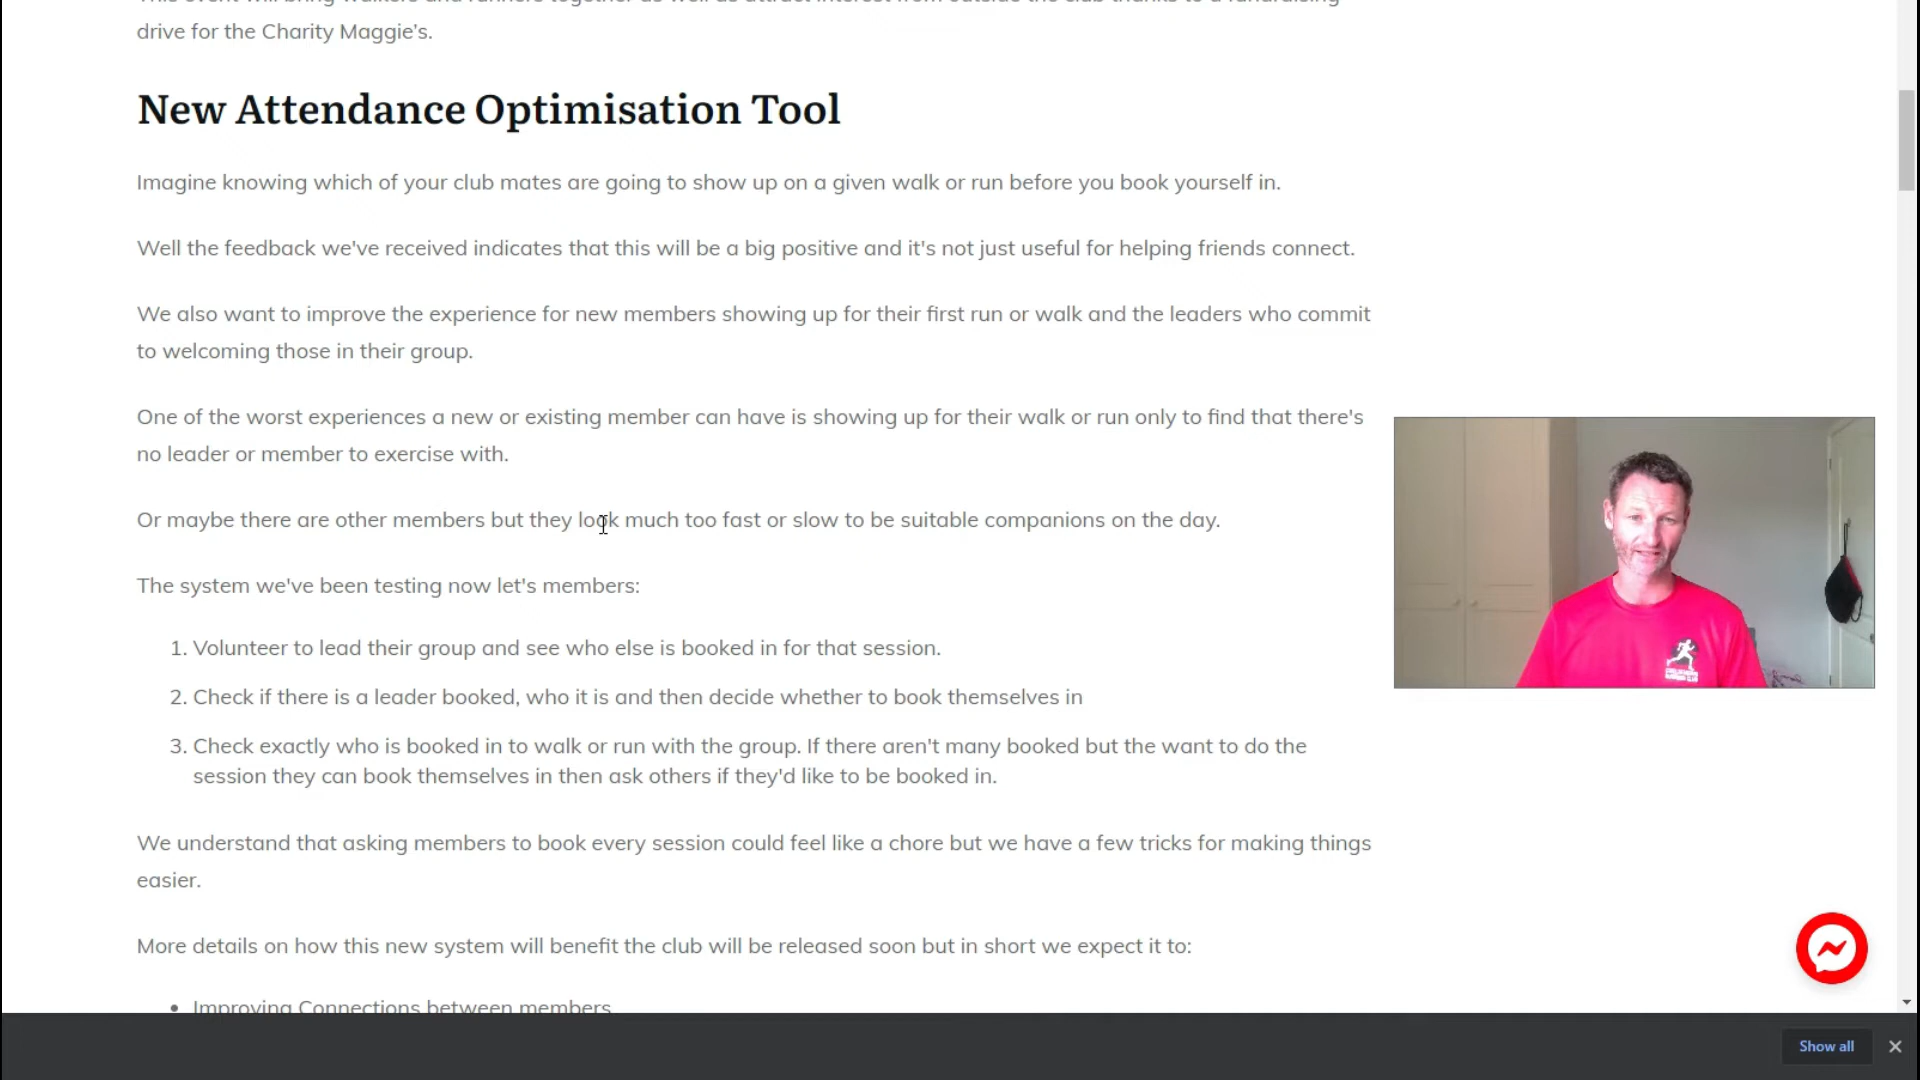 drive for the Charity Maggie's.
New Attendance Optimisation Tool
Imagine knowing which of your club mates are going to show up on a given walk or run before you book yourself in.
Well the feedback we've received indicates that this will be a big positive and it's not just useful for helping friends connect.
We also want to improve the experience for new members showing up for their first run or walk and the leaders who commit
to welcoming those in their group.
One of the worst experiences a new or existing member can have is showing up for their walk or run only to find that there's
no leader or member to exercise with.
Or maybe there are other members but they look much too fast or slow to be suitable companions on the day.
The system we've been testing now let's members:
1. Volunteer to lead their group and see who else is booked in for that session.
2. Check if there is a leader booked, who it is and then decide whether to book themselves in
3. Check exactly who is booked in to walk or run with the group. If there aren't many booked but the want to do the
session they can book themselves in then ask others if they'd like to be booked in.
We understand that asking members to book every session could feel like a chore but we have a few tricks for making things
easier.
More details on how this new system will benefit the club will be released soon but in short we expect it to:
• Improving Connections between members
Show all